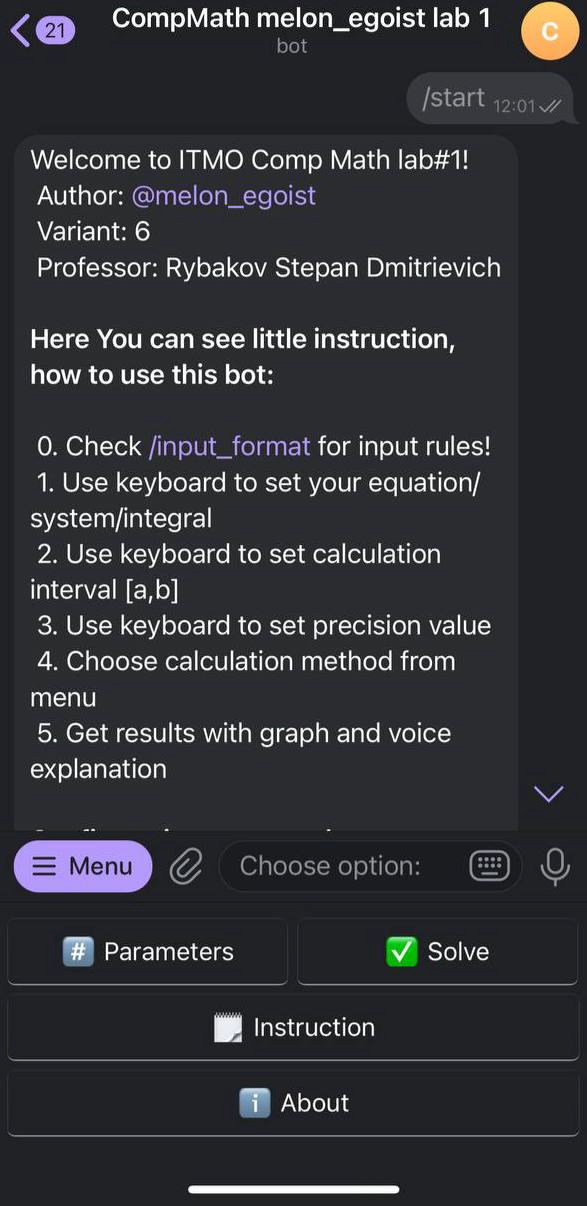 21
CompMath melon_egoist lab 1
bot
C
/start 12:01
Welcome to ITMO Comp Math lab#1!
Author: @melon_egoist
Variant: 6
Professor: Rybakov Stepan Dmitrievich
Here You can see little instruction,
how to use this bot:
0. Check /input_format for input rules!
1. Use keyboard to set your equation/
system/integral
2. Use keyboard to set calculation
interval [a,b]
3. Use keyboard to set precision value
4. Choose calculation method from
menu
5. Get results with graph and voice
explanation
Menu
Choose option:
# Parameters
Solve
Instruction
i About